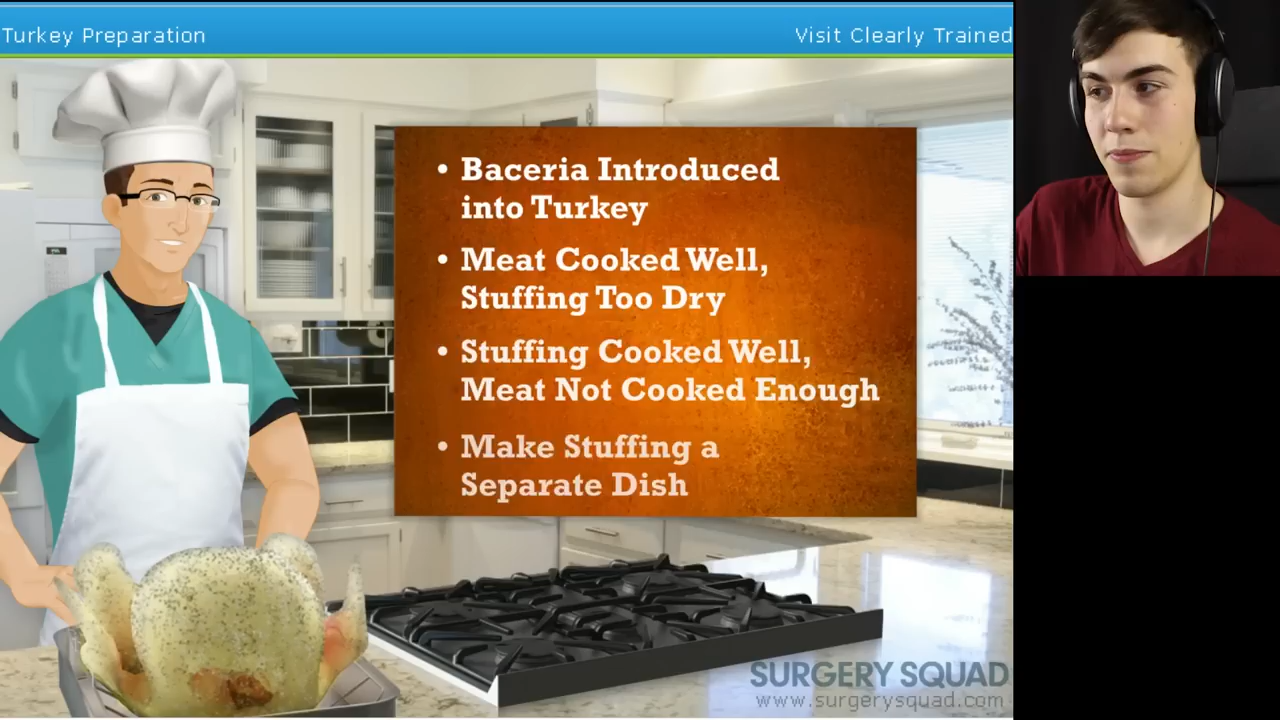 Turkey Preparation
Visit Clearly Trained
• Baceria Introduced
into Turkey
• Meat Cooked Well,
Stuffing Too Dry
• Stuffing Cooked Well,
Meat Not Cooked Enough
• Make Stuffing a
Separate Dish
SURGERY SQUAD
www.surgerysquad.com